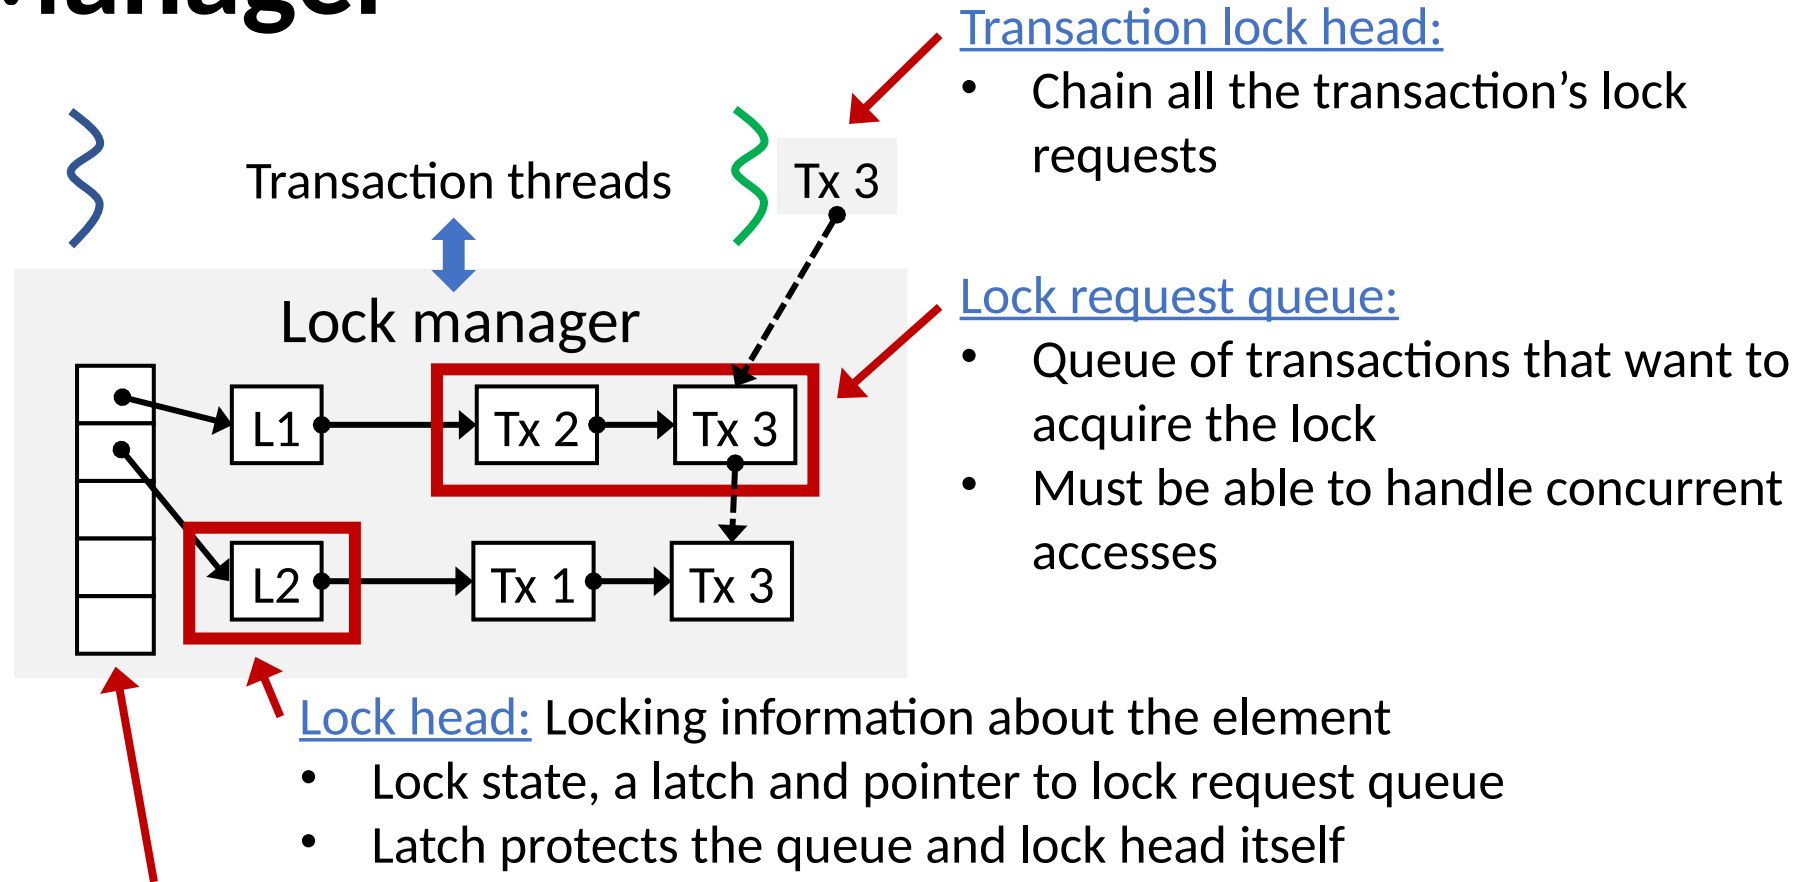 Manager
Transaction lock head:
• Chain all the transaction’s lock
requests
Transaction threads
Tx 3
Lock request queue:
• Queue of transactions that want to
acquire the lock
• Must be able to handle concurrent
accesses
Lock manager
L1
Tx 2
Tx 3
L2
Tx 1
Tx 3
Lock head: Locking information about the element
• Lock state, a latch and pointer to lock request queue
• Latch protects the queue and lock head itself